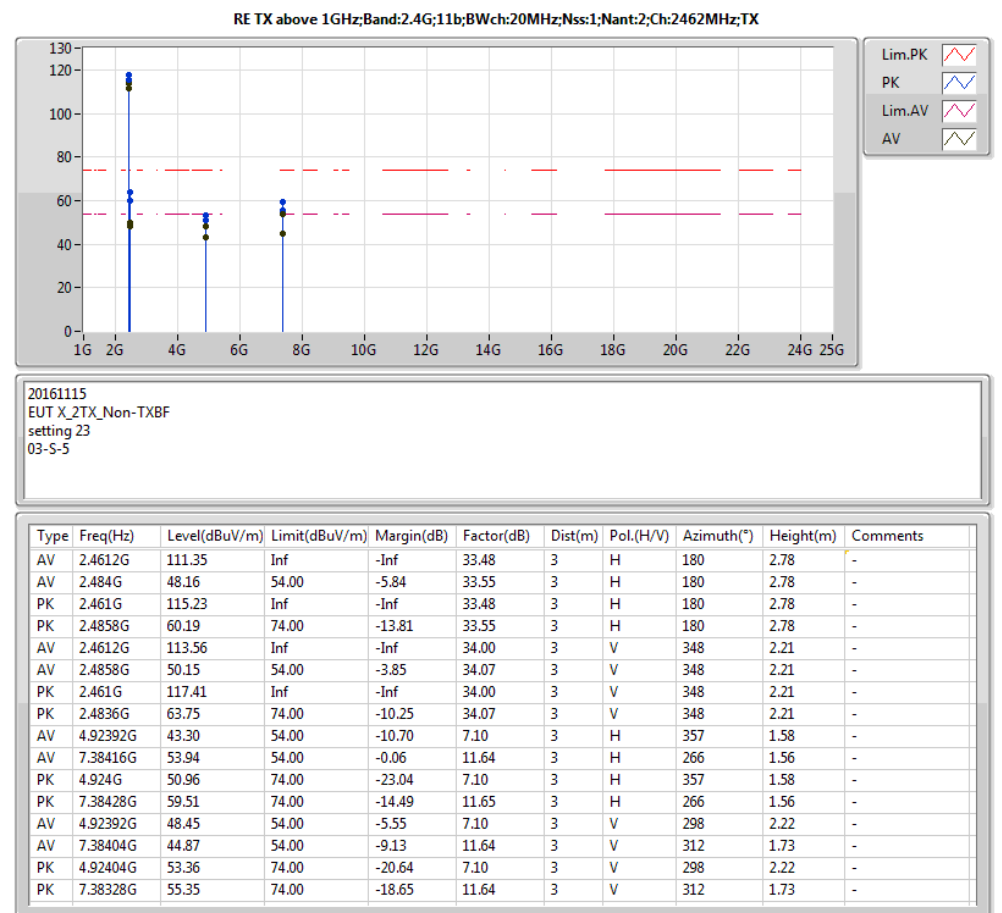 RE TX above 1GHz;Band:2.4G;11b;BWch:20MHz;Nss:1;Nant:2;Ch:2462MHz;TX
130
120
100
80
60
40
20
0
1G 2G 4G 6G 8G 10G 12G 14G 16G 18G 20G 22G 24G 25G
Lim.PK
PK
Lim.AV
AV
20161115
EUT X_2TX_Non-TXBF
setting 23
03-S-5
Type Freq(Hz) Level(dBuV/m) Limit(dBuV/m) Margin(dB) Factor(dB) Dist(m) Pol.(H/V) Azimuth(°) Height(m) Comments
AV 2.4612G 111.35 Inf -Inf 33.48 3 H 180 2.78 -
AV 2.484G 48.16 54.00 -5.84 33.55 3 H 180 2.78 -
PK 2.461G 115.23 Inf -Inf 33.48 3 H 180 2.78 -
PK 2.4858G 60.19 74.00 -13.81 33.55 3 H 180 2.78 -
AV 2.4612G 113.56 Inf -Inf 34.00 3 V 348 2.21 -
AV 2.4858G 50.15 54.00 -3.85 34.07 3 V 348 2.21 -
PK 2.461G 117.41 Inf -Inf 34.00 3 V 348 2.21 -
PK 2.4836G 63.75 74.00 -10.25 34.07 3 V 348 2.21 -
AV 4.92392G 43.30 54.00 -10.70 7.10 3 H 357 1.58 -
AV 7.38416G 53.94 54.00 -0.06 11.64 3 H 266 1.56 -
PK 4.924G 50.96 74.00 -23.04 7.10 3 H 357 1.58 -
PK 7.38428G 59.51 74.00 -14.49 11.65 3 H 266 1.56 -
AV 4.92392G 48.45 54.00 -5.55 7.10 3 V 298 2.22 -
AV 7.38404G 44.87 54.00 -9.13 11.64 3 V 312 1.73 -
PK 4.92404G 53.36 74.00 -20.64 7.10 3 V 298 2.22 -
PK 7.38328G 55.35 74.00 -18.65 11.64 3 V 312 1.73 -